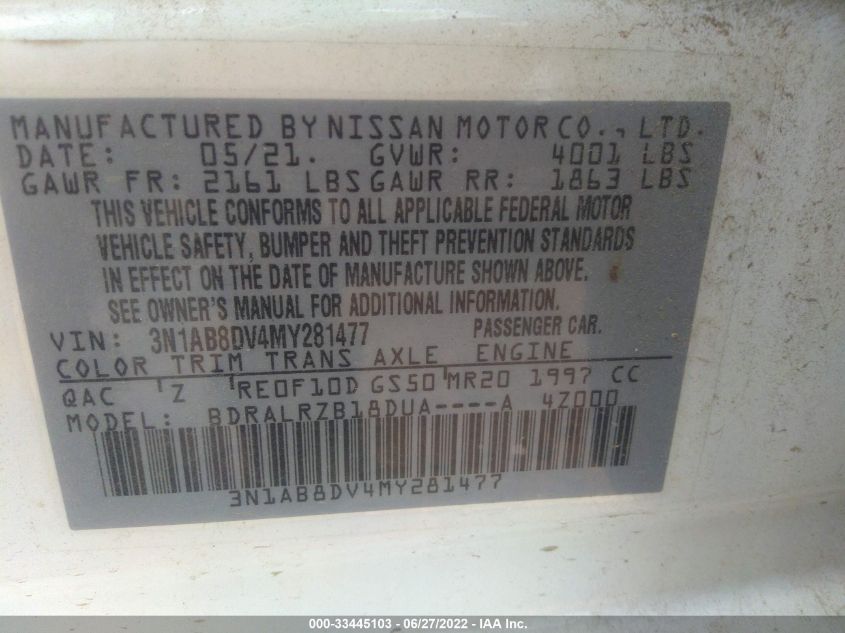 MANUFACTURED BY NISSAN MOTOR CO., LTD.
DATE: 05/21. GVWR: 4001 LBS
GAWR FR: 2161 LBS GAWR RR: 1863 LBS
THIS VEHICLE CONFORMS TO ALL APPLICABLE FEDERAL MOTOR
VEHICLE SAFETY, BUMPER AND THEFT PREVENTION STANDARDS
IN EFFECT ON THE DATE OF MANUFACTURE SHOWN ABOVE.
SEE OWNER'S MANUAL FOR ADDITIONAL INFORMATION.
VIN: 3N1AB8DV4MY281477 PASSENGER CAR.
COLOR TRIM TRANS AXLE ENGINE
QAC Z RE0F10D GS50 MR20 1997 CC
MODEL: BDRALRZB18DUA----A 4Z000
3N1AB8DV4MY281477
000-33445103 - 06/27/2022 - IAA Inc.